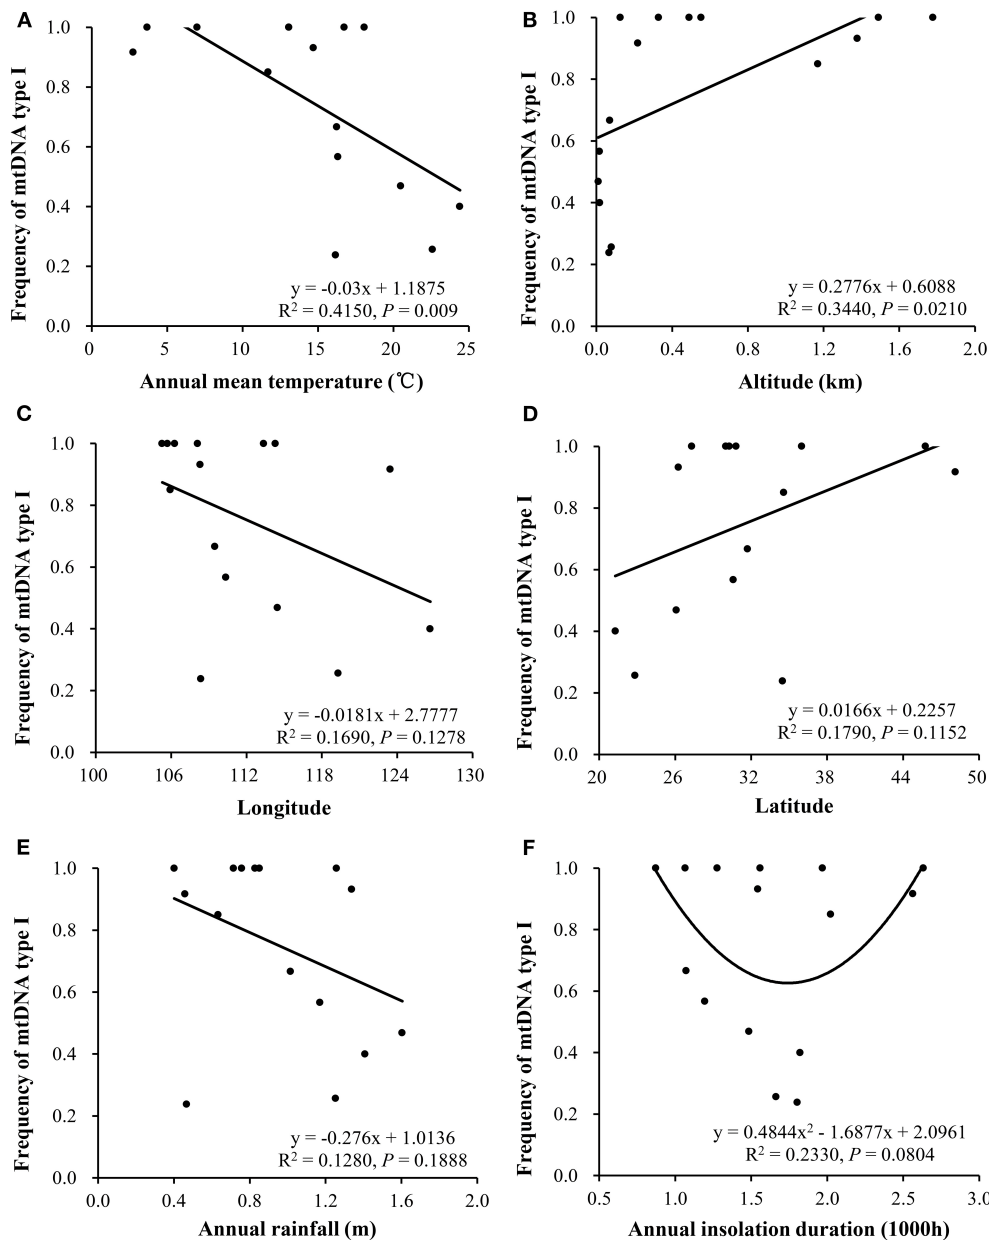 A
Frequency of mtDNA type I
1.0
0.8
0.6
0.4
0.2
0.0
y = -0.03x + 1.1875
R² = 0.4150, P = 0.009
0 5 10 15 20 25
Annual mean temperature (℃)
B
Frequency of mtDNA type I
1.0
0.8
0.6
0.4
0.2
0.0
y = 0.2776x + 0.6088
R² = 0.3440, P = 0.0210
0.0 0.4 0.8 1.2 1.6 2.0
Altitude (km)
C
Frequency of mtDNA type I
1.0
0.8
0.6
0.4
0.2
0.0
y = -0.0181x + 2.7777
R² = 0.1690, P = 0.1278
100 106 112 118 124 130
Longitude
D
Frequency of mtDNA type I
1.0
0.8
0.6
0.4
0.2
0.0
y = 0.0166x + 0.2257
R² = 0.1790, P = 0.1152
20 26 32 38 44 50
Latitude
E
Frequency of mtDNA type I
1.0
0.8
0.6
0.4
0.2
0.0
y = -0.276x + 1.0136
R² = 0.1280, P = 0.1888
0.0 0.4 0.8 1.2 1.6 2.0
Annual rainfall (m)
F
Frequency of mtDNA type I
1.0
0.8
0.6
0.4
0.2
0.0
y = 0.4844x² - 1.6877x + 2.0961
R² = 0.2330, P = 0.0804
0.5 1.0 1.5 2.0 2.5 3.0
Annual insolation duration (1000h)